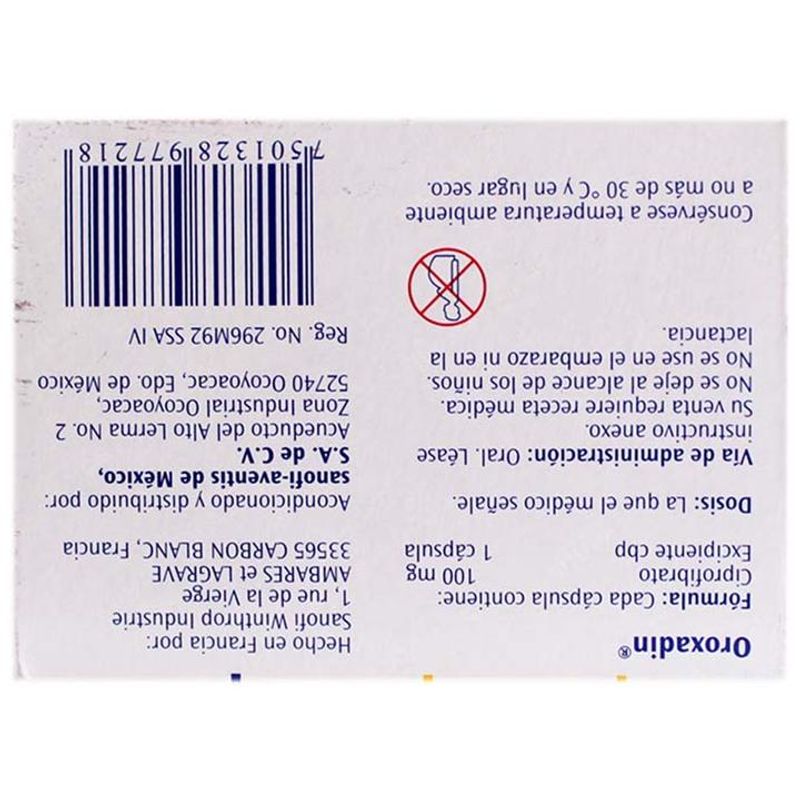 Oroxadin®
Fórmula: Cada cápsula contiene:
Ciprofibrato 100 mg
Excipiente cbp 1 cápsula
Dosis: La que el médico señale.
Vía de administración: Oral. Léase
instructivo anexo.
Su venta requiere receta médica.
No se deje al alcance de los niños.
No se use en el embarazo ni en la
lactancia.
Consérvese a temperatura ambiente
a no más de 30 °C y en lugar seco.
Hecho en Francia por:
Sanofi Winthrop Industrie
1, rue de la Vierge
AMBARES et LAGRAVE
33565 CARBON BLANC, Francia
Acondicionado y distribuido por:
sanofi-aventis de México,
S.A. de C.V.
Acueducto del Alto Lerma No. 2
Zona Industrial Ocoyoacac,
52740 Ocoyoacac, Edo. de México
Reg. No. 296M92 SSA IV
7 501328 977218